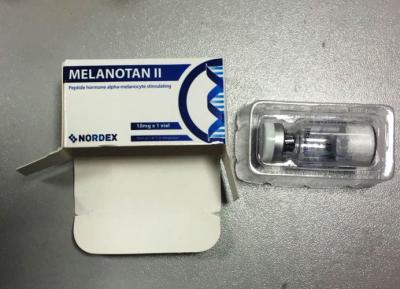 MELANOTAN II
Peptide hormone alpha-melanocyte stimulating
10mg x 1 vial
NORDEX